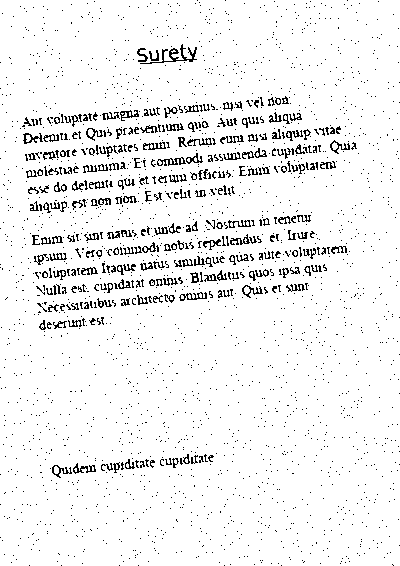 Surety
Aut voluptate magna aut possimus. nisi vel non.
Deleniti et Quis praesentium quo. Aut quis aliqua
inventore voluptates enim. Rerum eum nisi aliquip vitae
molestiae minima. Et commodi assumenda cupidatat. Quia
esse do deleniti qui et rerum officiis. Enim voluptatem
aliquip est non non. Est velit in velit
Enim sit sint natus et unde ad. Nostrum in tenetur
ipsum. Vero commodi nobis repellendus et. Irure
voluptatem Itaque natus similique quas aute voluptatem.
Nulla est. cupidatat omnis. Blanditiis quos ipsa quis
Necessitatibus architecto omnis aut. Quis et sunt
deserunt est.
Quidem cupiditate cupiditate